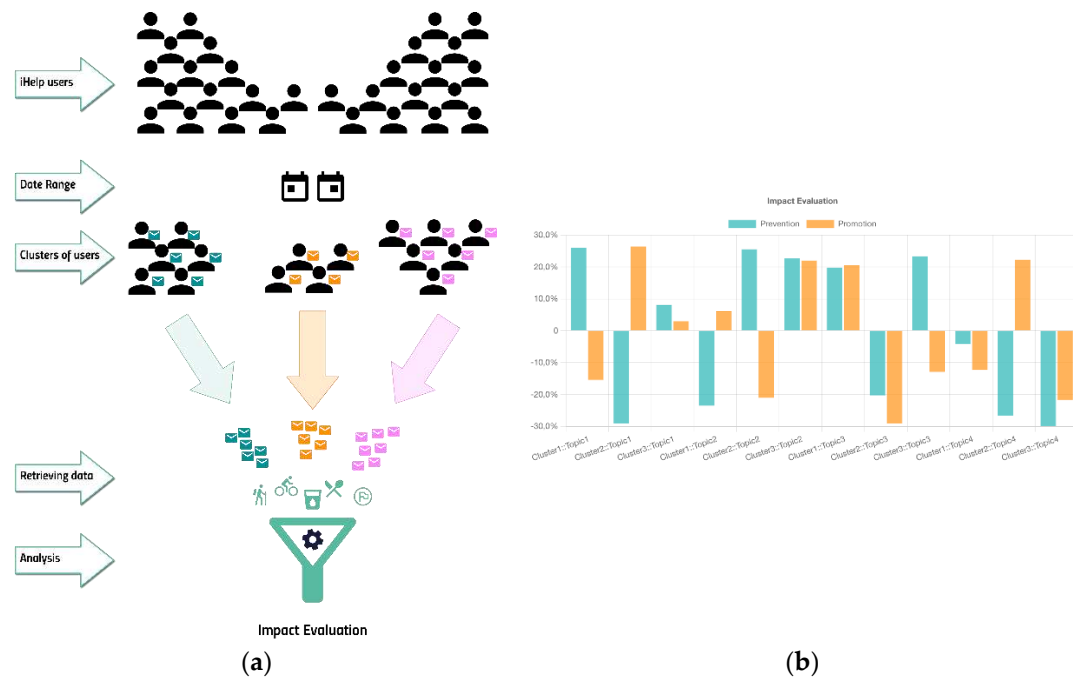 iHelp users
Date Range
Clusters of users
Retrieving data
Analysis
Impact Evaluation
(a)
Impact Evaluation
Prevention Promotion
30.0%
20.0%
10.0%
0
-10.0%
-20.0%
-30.0%
Cluster1::Topic1
Cluster2::Topic1
Cluster3::Topic1
Cluster1::Topic2
Cluster2::Topic2
Cluster3::Topic2
Cluster1::Topic3
Cluster2::Topic3
Cluster3::Topic3
Cluster1::Topic4
Cluster2::Topic4
Cluster3::Topic4
(b)